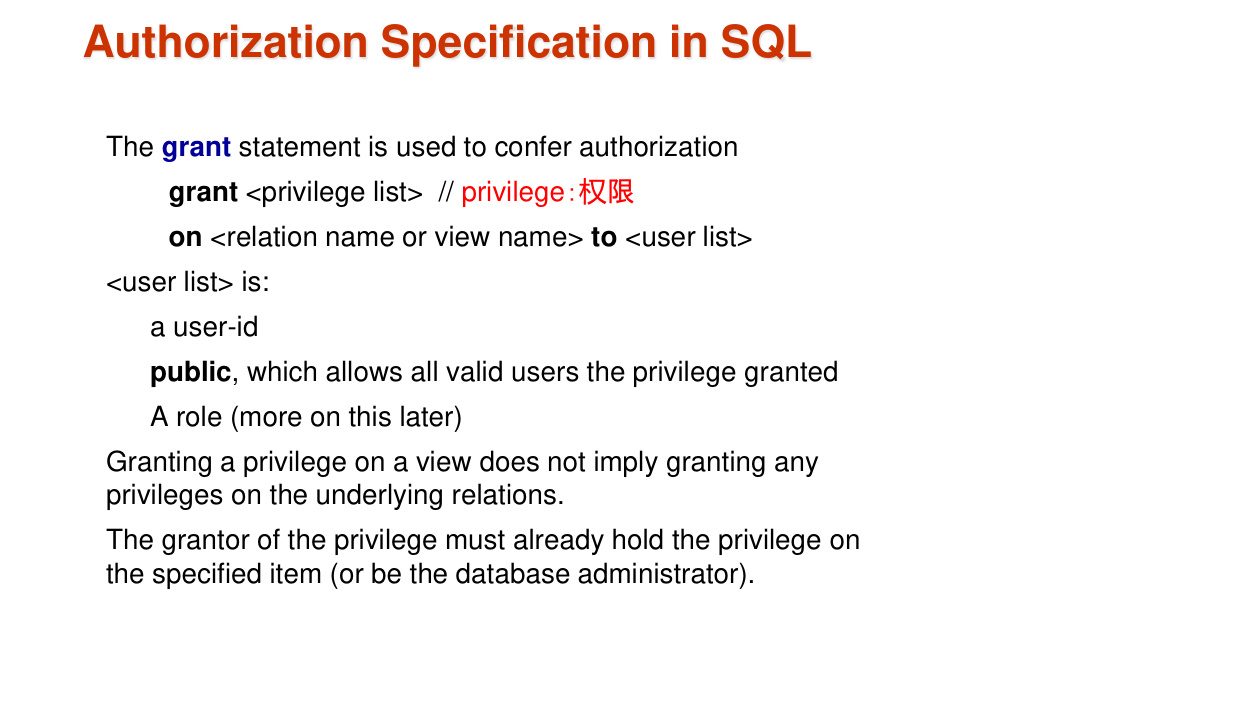 Authorization Specification in SQL
The grant statement is used to confer authorization
grant <privilege list>  // privilege：权限
on <relation name or view name> to <user list>
<user list> is:
a user-id
public, which allows all valid users the privilege granted
A role (more on this later)
Granting a privilege on a view does not imply granting any
privileges on the underlying relations.
The grantor of the privilege must already hold the privilege on
the specified item (or be the database administrator).